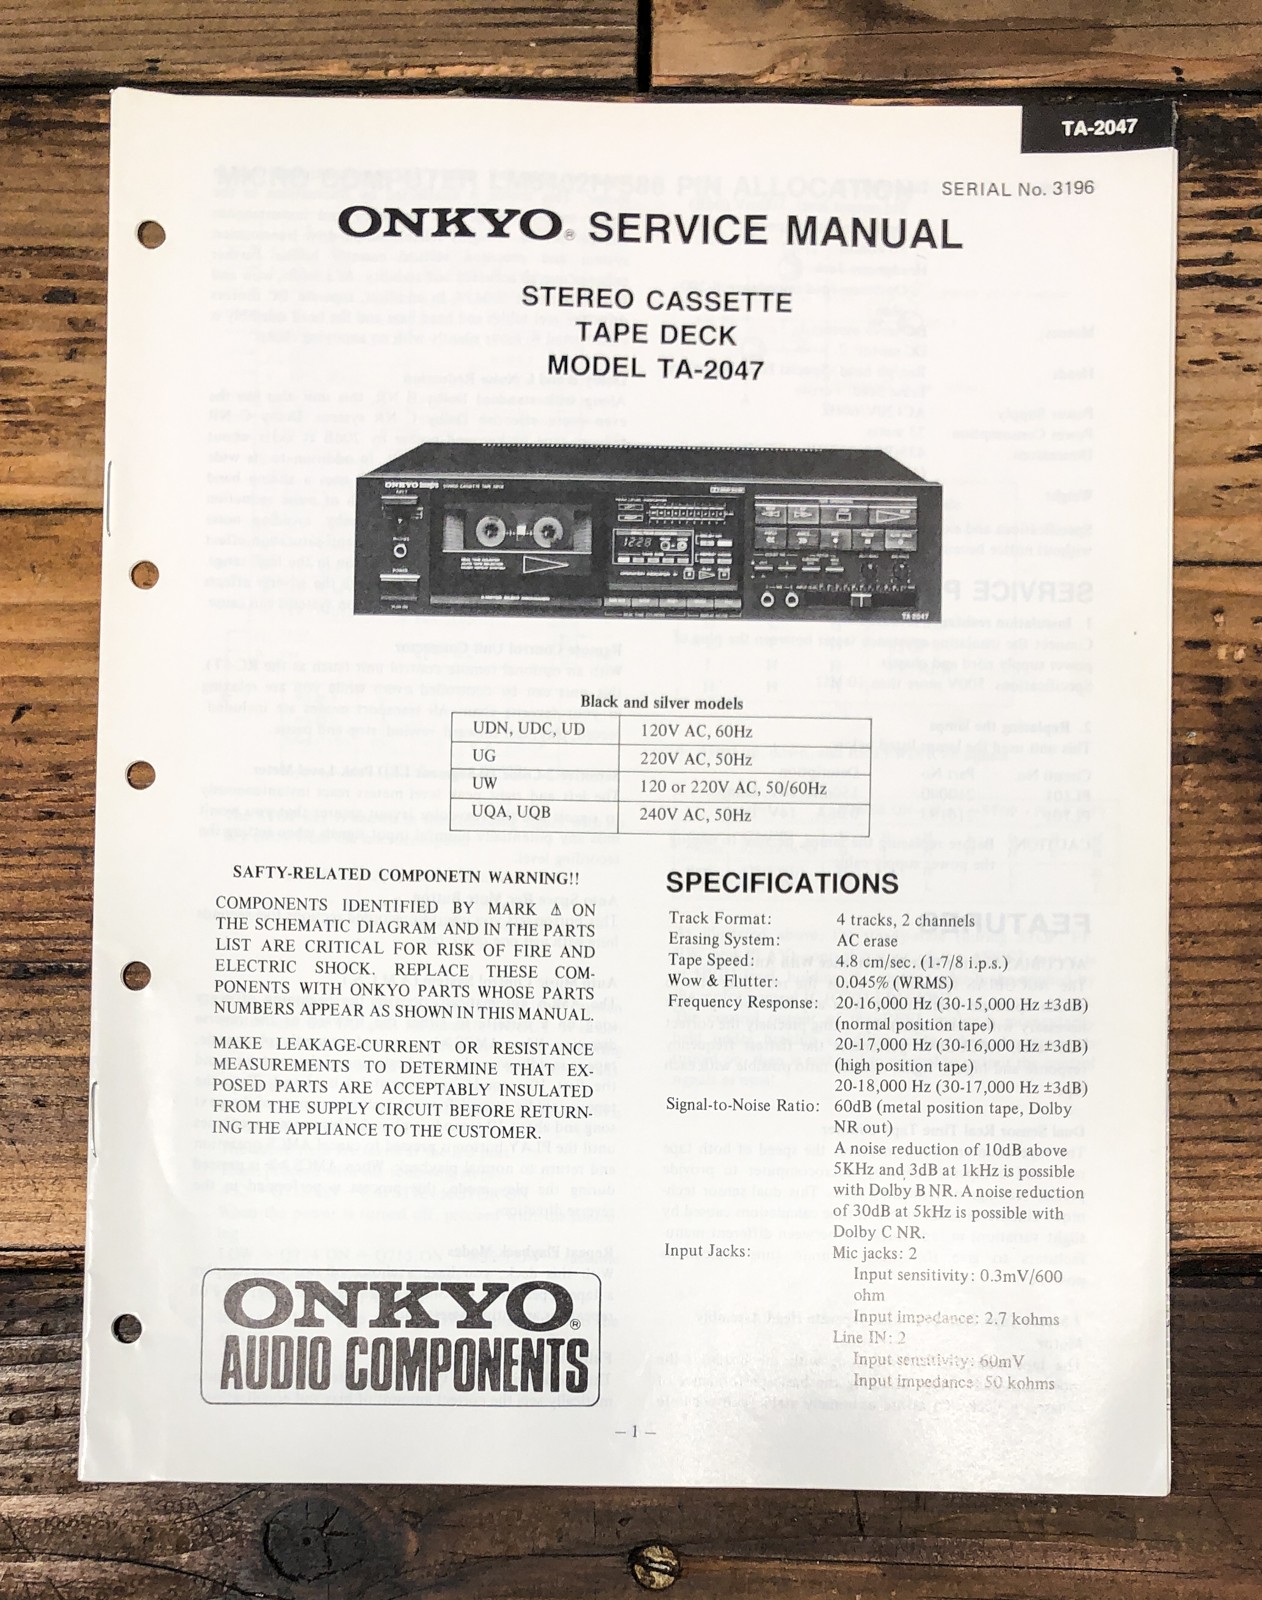 TA-2047
SERIAL No. 3196
ONKYO® SERVICE MANUAL
STEREO CASSETTE
TAPE DECK
MODEL TA-2047
ONKYO
12:28
TA-2047
Black and silver models
UDN, UDC, UD 120V AC, 60Hz
UG 220V AC, 50Hz
UW 120 or 220V AC, 50/60Hz
UQA, UQB 240V AC, 50Hz
SAFTY-RELATED COMPONETN WARNING!!
COMPONENTS IDENTIFIED BY MARK ⚠ ON
THE SCHEMATIC DIAGRAM AND IN THE PARTS
LIST ARE CRITICAL FOR RISK OF FIRE AND
ELECTRIC SHOCK. REPLACE THESE COM-
PONENTS WITH ONKYO PARTS WHOSE PARTS
NUMBERS APPEAR AS SHOWN IN THIS MANUAL.
MAKE LEAKAGE-CURRENT OR RESISTANCE
MEASUREMENTS TO DETERMINE THAT EX-
POSED PARTS ARE ACCEPTABLY INSULATED
FROM THE SUPPLY CIRCUIT BEFORE RETURN-
ING THE APPLIANCE TO THE CUSTOMER.
ONKYO®
AUDIO COMPONENTS
SPECIFICATIONS
Track Format: 4 tracks, 2 channels
Erasing System: AC erase
Tape Speed: 4.8 cm/sec. (1-7/8 i.p.s.)
Wow & Flutter: 0.045% (WRMS)
Frequency Response: 20-16,000 Hz (30-15,000 Hz ±3dB)
(normal position tape)
20-17,000 Hz (30-16,000 Hz ±3dB)
(high position tape)
20-18,000 Hz (30-17,000 Hz ±3dB)
Signal-to-Noise Ratio: 60dB (metal position tape, Dolby
NR out)
A noise reduction of 10dB above
5KHz and 3dB at 1kHz is possible
with Dolby B NR. A noise reduction
of 30dB at 5kHz is possible with
Dolby C NR.
Input Jacks: Mic jacks: 2
Input sensitivity: 0.3mV/600
ohm
Input impedance: 2.7 kohms
Line IN: 2
Input sensitivity: 60mV
Input impedance 50 kohms
— 1 —